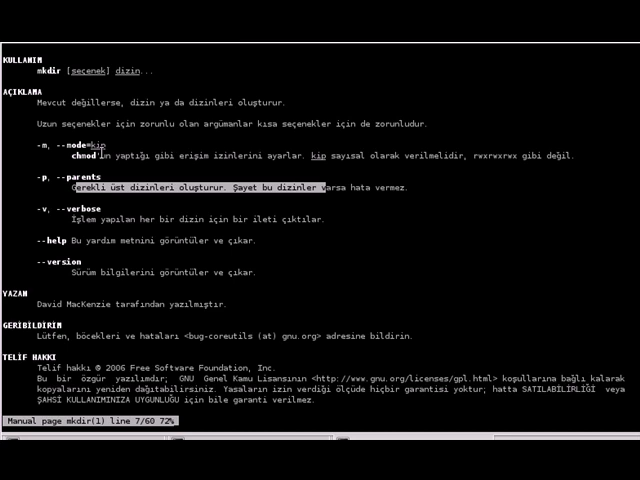 KULLANIM
mkdir [seçenek] dizin...
AÇIKLAMA
Mevcut değillerse, dizin ya da dizinleri oluşturur.
Uzun seçenekler için zorunlu olan argümanlar kısa seçenekler için de zorunludur.
-m, --mode=kip
chmod'un yaptığı gibi erişim izinlerini ayarlar. kip sayısal olarak verilmelidir, rwxrwxrwx gibi değil.
-p, --parents
Gerekli üst dizinleri oluşturur. Şayet bu dizinler varsa hata vermez.
-v, --verbose
İşlem yapılan her bir dizin için bir ileti çıktılar.
--help Bu yardım metnini görüntüler ve çıkar.
--version
Sürüm bilgilerini görüntüler ve çıkar.
YAZAN
David MacKenzie tarafından yazılmıştır.
GERİBİLDİRİM
Lütfen, böcekleri ve hataları <bug-coreutils (at) gnu.org> adresine bildirin.
TELİF HAKKI
Telif hakkı © 2006 Free Software Foundation, Inc.
Bu bir özgür yazılımdır; GNU Genel Kamu Lisansının <http://www.gnu.org/licenses/gpl.html> koşullarına bağlı kalarak
kopyalarını yeniden dağıtabilirsiniz. Yasaların izin verdiği ölçüde hiçbir garantisi yoktur; hatta SATILABİLİRLİĞİ veya
ŞAHSİ KULLANIMINIZA UYGUNLUĞU için bile garanti verilmez.
Manual page mkdir(1) line 7/60 72%